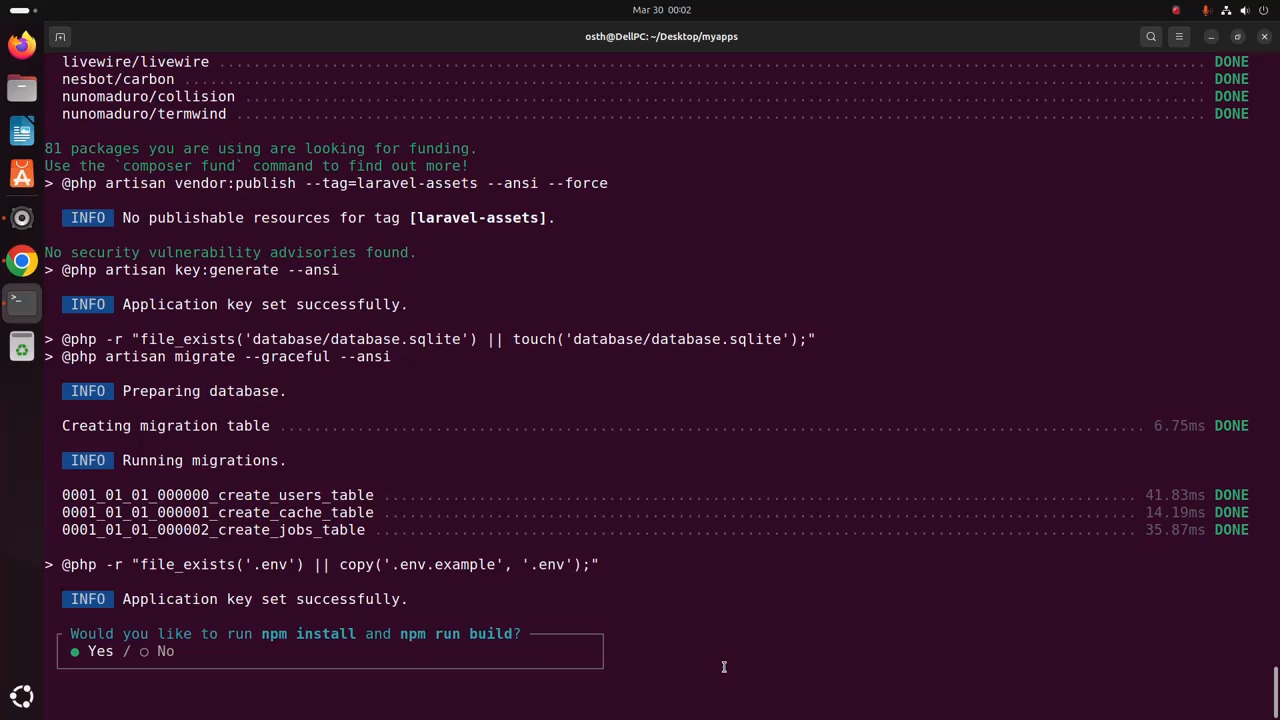 Mar 30 00:02
osth@DellPC: ~/Desktop/myapps
livewire/livewire DONE
nesbot/carbon DONE
nunomaduro/collision DONE
nunomaduro/termwind DONE
81 packages you are using are looking for funding.
Use the `composer fund` command to find out more!
> @php artisan vendor:publish --tag=laravel-assets --ansi --force
INFO No publishable resources for tag [laravel-assets].
No security vulnerability advisories found.
> @php artisan key:generate --ansi
INFO Application key set successfully.
> @php -r "file_exists('database/database.sqlite') || touch('database/database.sqlite');"
> @php artisan migrate --graceful --ansi
INFO Preparing database.
Creating migration table 6.75ms DONE
INFO Running migrations.
0001_01_01_000000_create_users_table 41.83ms DONE
0001_01_01_000001_create_cache_table 14.19ms DONE
0001_01_01_000002_create_jobs_table 35.87ms DONE
> @php -r "file_exists('.env') || copy('.env.example', '.env');"
INFO Application key set successfully.
Would you like to run npm install and npm run build?
● Yes / ○ No